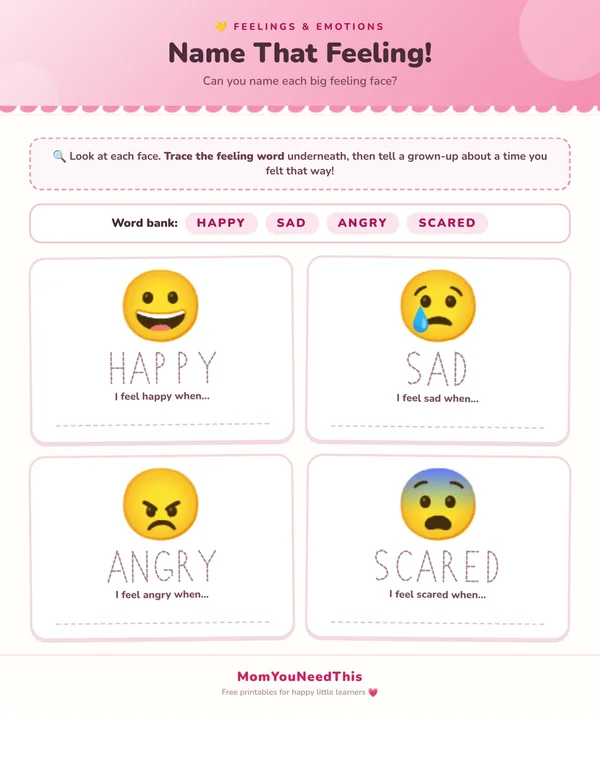 💛 FEELINGS & EMOTIONS
Name That Feeling!
Can you name each big feeling face?
🔍 Look at each face. Trace the feeling word underneath, then tell a grown-up about a time you
felt that way!
Word bank: HAPPY SAD ANGRY SCARED
HAPPY
I feel happy when...
SAD
I feel sad when...
ANGRY
I feel angry when...
SCARED
I feel scared when...
MomYouNeedThis
Free printables for happy little learners 💗